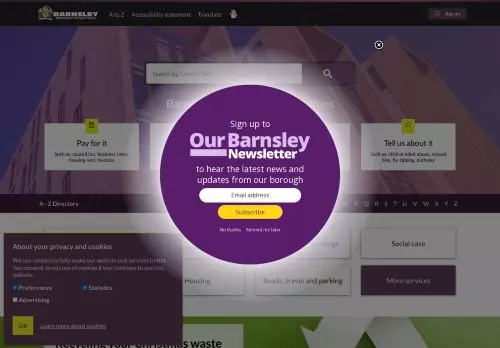 BARNSLEY
A to Z
Accessibility statement
Translate
Alerts
Search (eg. Council Tax)
Sign up to
Our Barnsley
Newsletter
to hear the latest news and
updates from our borough
Email address
Subscribe
No thanks
Remind me later
Pay for it
Such as: council tax, business rates,
housing rent, invoices
Tell us about it
Such as: child or adult abuse, missed
bins, fly-tipping, potholes
A - Z Directory
P Q R S T U V W X Y Z
Social care
Housing
Roads, travel and parking
More services
About your privacy and cookies
We use cookies to help make our website and services better.
You consent to our use of cookies if you continue to use this
website.
Preferences
Statistics
Advertising
OK
Learn more about cookies
Recycling your Christmas waste